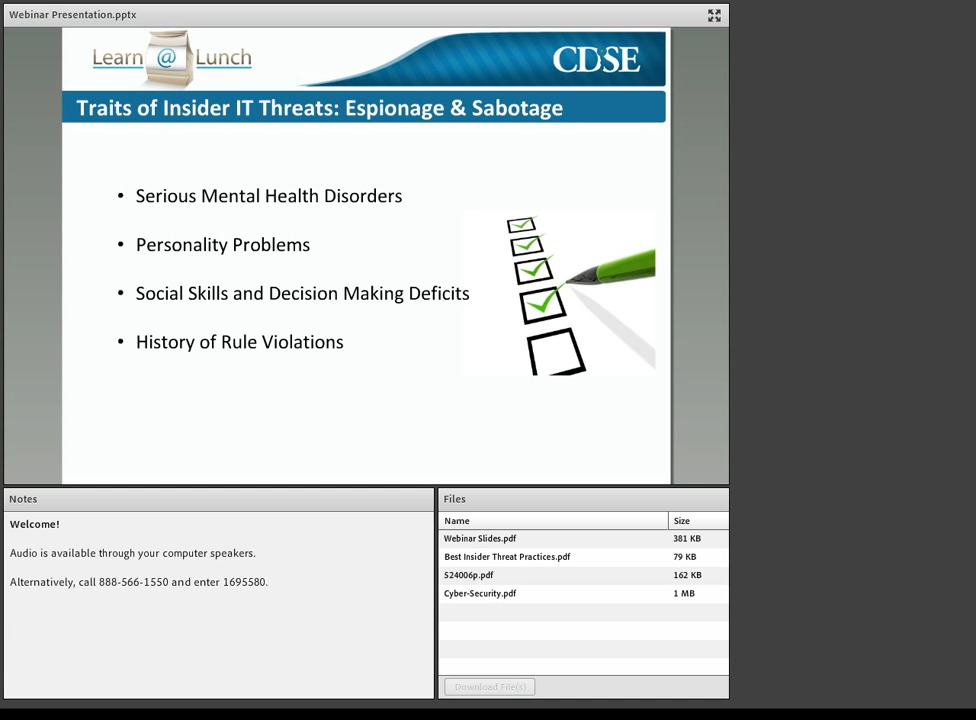 Webinar Presentation.pptx
Learn @ Lunch
CDSE
Traits of Insider IT Threats: Espionage & Sabotage
• Serious Mental Health Disorders
• Personality Problems
• Social Skills and Decision Making Deficits
• History of Rule Violations
Notes
Welcome!
Audio is available through your computer speakers.
Alternatively, call 888-566-1550 and enter 1695580.
Files
Name Size
Webinar Slides.pdf 381 KB
Best Insider Threat Practices.pdf 79 KB
524006p.pdf 162 KB
Cyber-Security.pdf 1 MB
Download File(s)